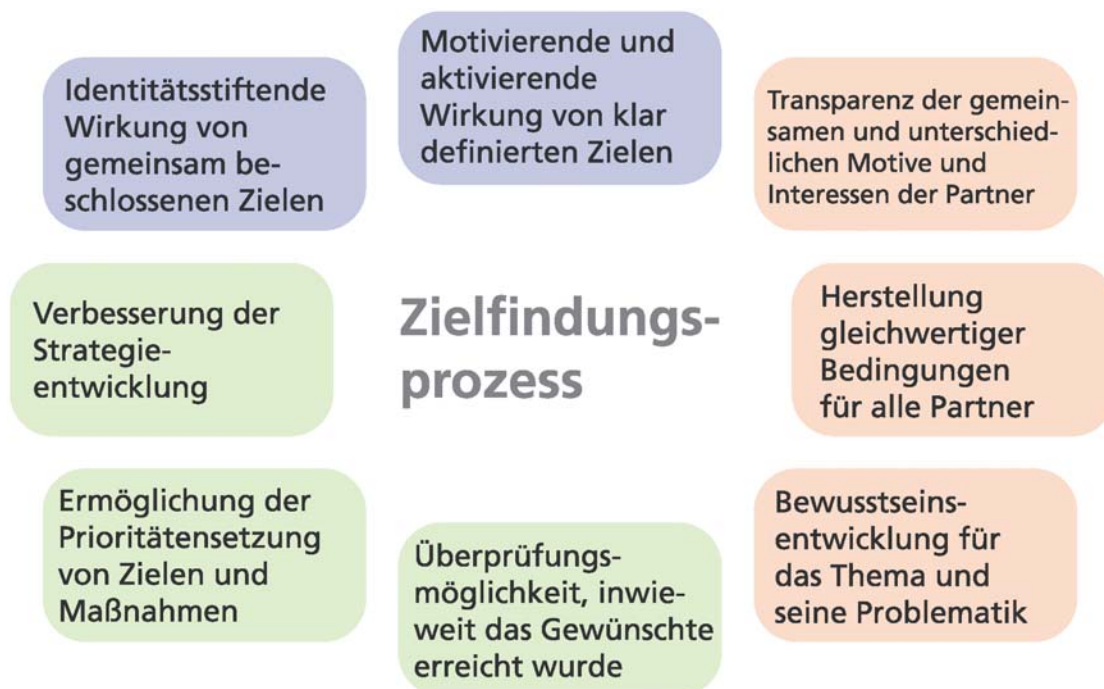 Identitätsstiftende
Wirkung von
gemeinsam be-
schlossenen Zielen
Motivierende und
aktivierende
Wirkung von klar
definierten Zielen
Transparenz der gemein-
samen und unterschied-
lichen Motive und
Interessen der Partner
Verbesserung der
Strategie-
entwicklung
Zielfindungs-
prozess
Herstellung
gleichwertiger
Bedingungen
für alle Partner
Ermöglichung der
Prioritätensetzung
von Zielen und
Maßnahmen
Überprüfungs-
möglichkeit, inwie-
weit das Gewünschte
erreicht wurde
Bewusstseins-
entwicklung für
das Thema und
seine Problematik